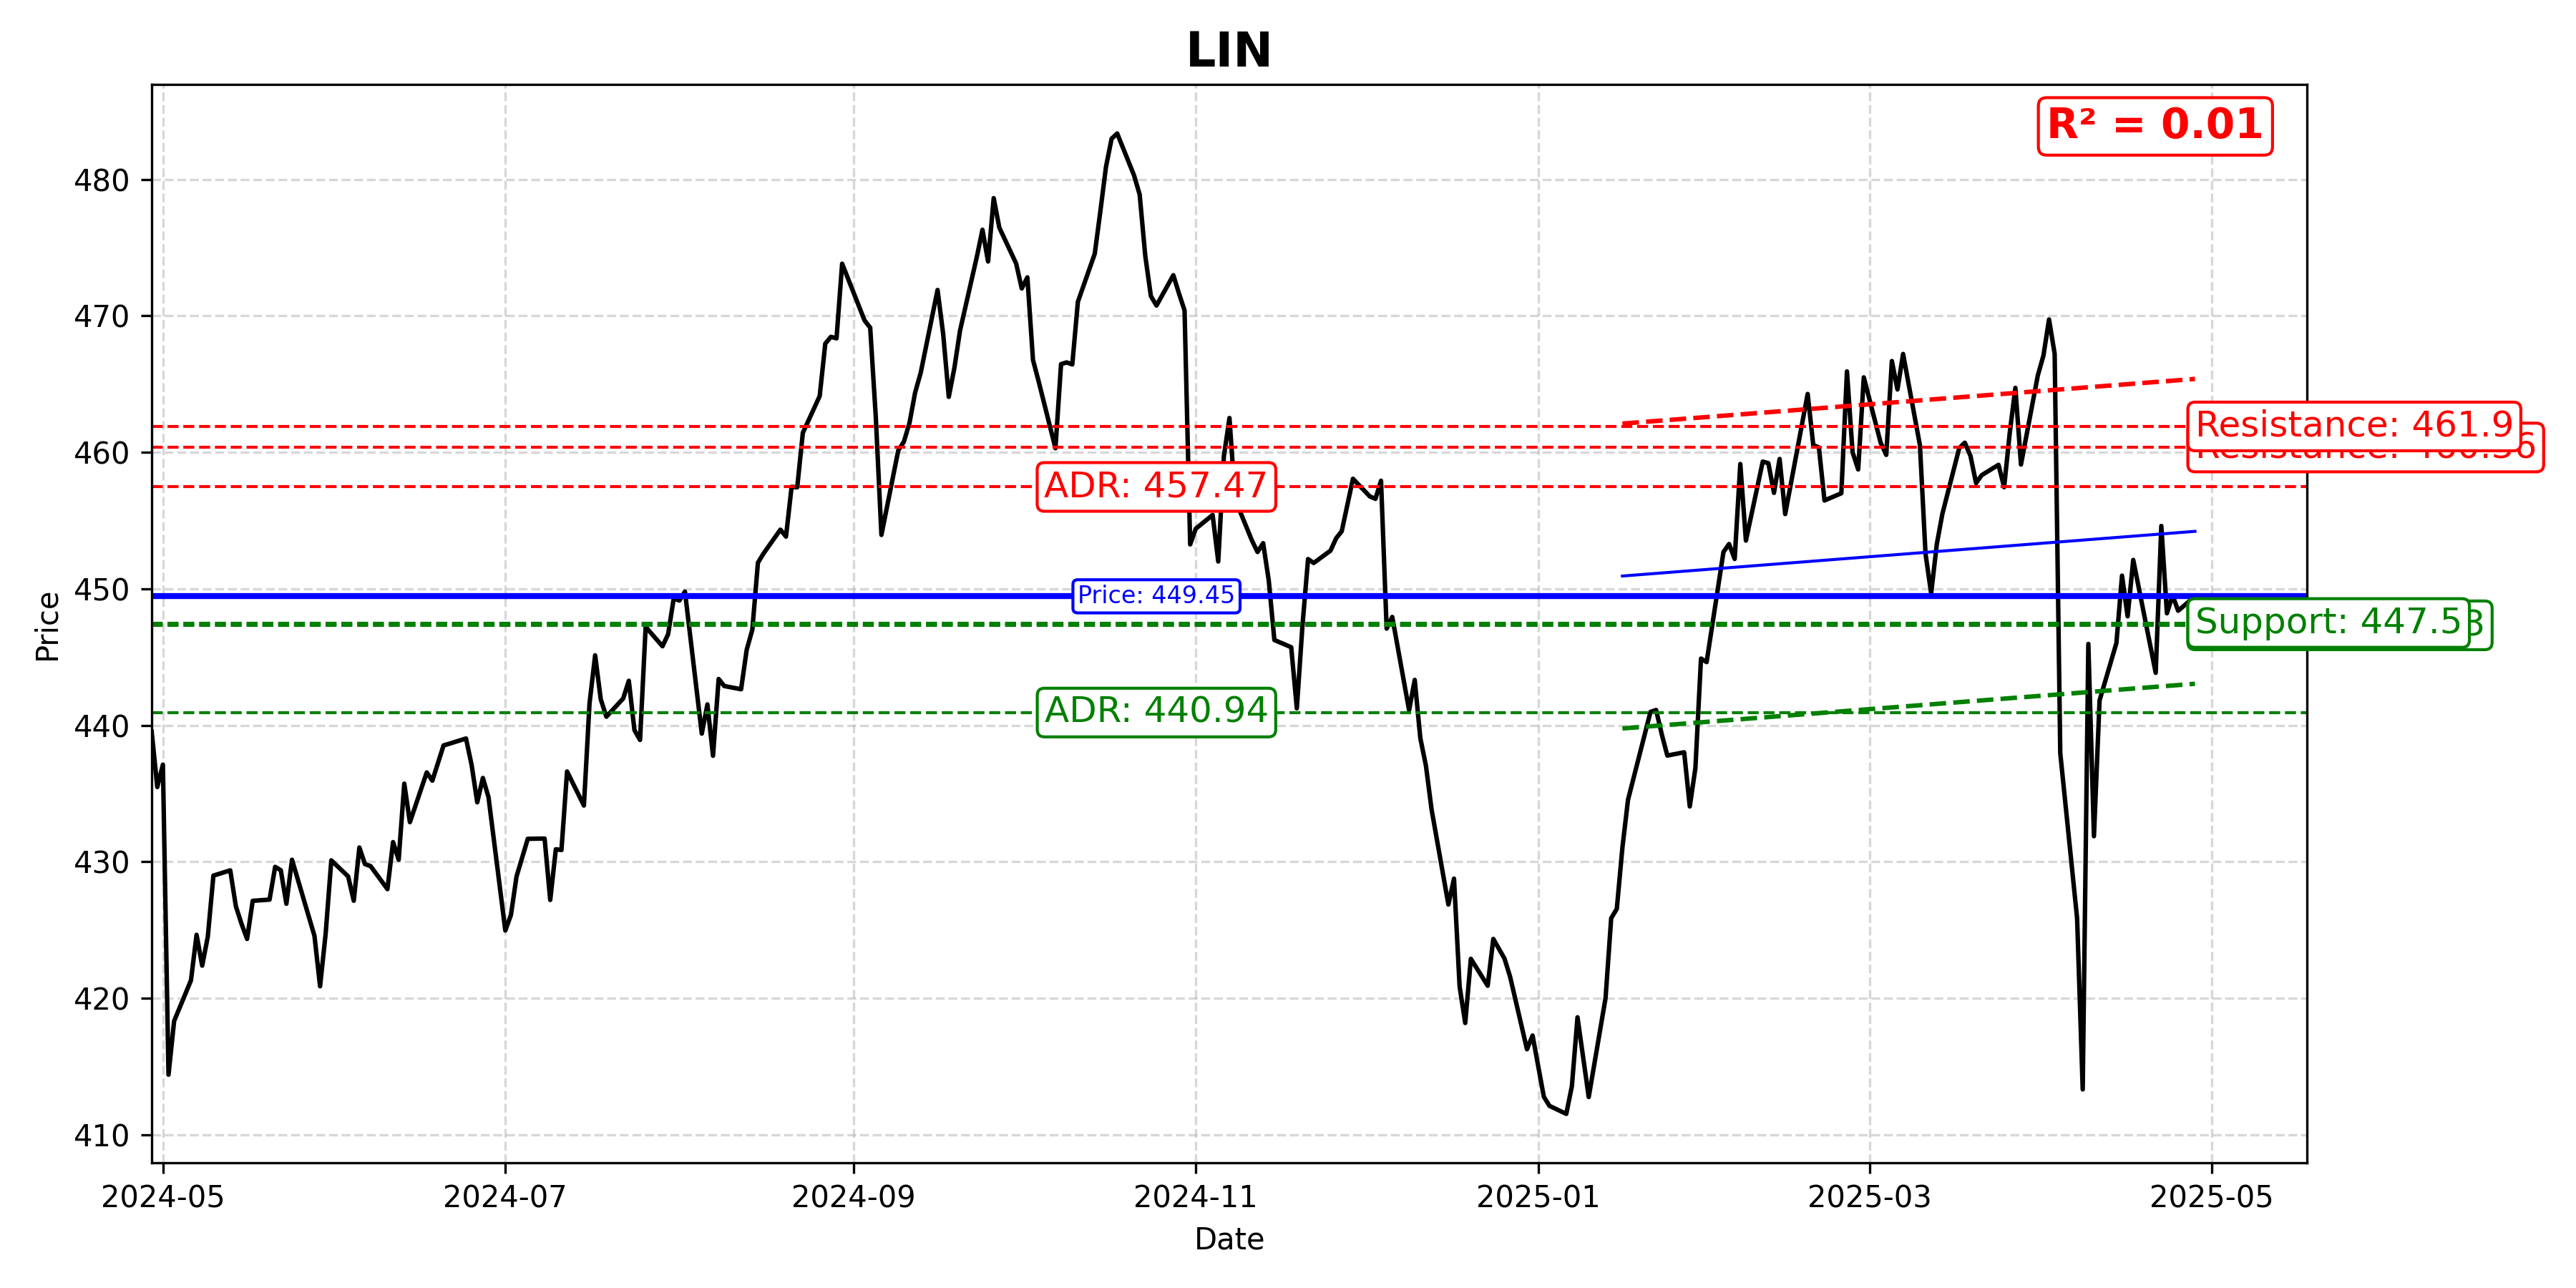 LIN
R² = 0.01
480
470
460
450
440
430
420
410
Price
Resistance: 461.9
ADR: 457.47
Price: 449.45
Support: 447.5
ADR: 440.94
2024-05
2024-07
2024-09
2024-11
2025-01
2025-03
2025-05
Date